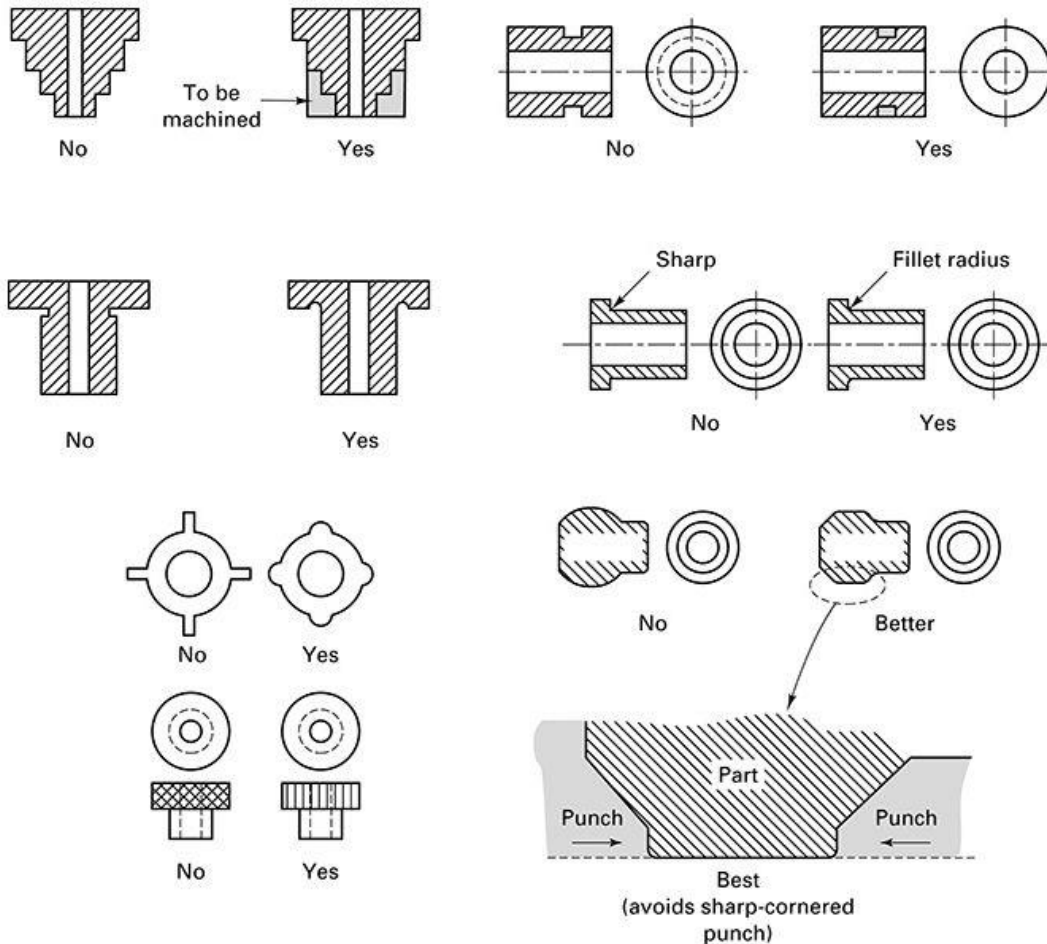 To be
machined
No
Yes
No
Yes
Sharp
Fillet radius
No
Yes
No
Yes
No
Yes
No
Better
No
Yes
Part
Punch
Punch
Best
(avoids sharp-cornered
punch)